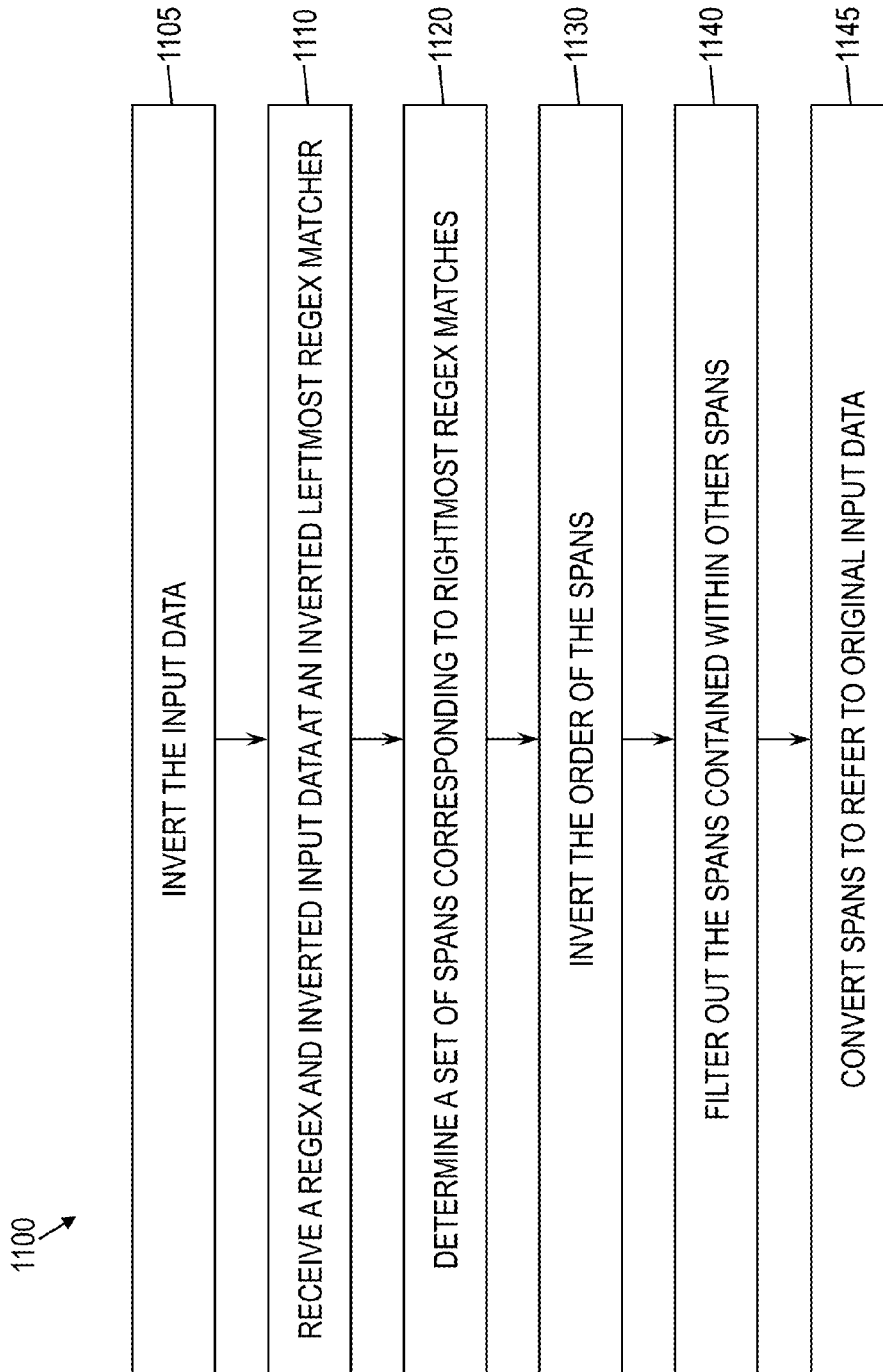 1100
INVERT THE INPUT DATA
1105
RECEIVE A REGEX AND INVERTED INPUT DATA AT AN INVERTED LEFTMOST REGEX MATCHER
1110
DETERMINE A SET OF SPANS CORRESPONDING TO RIGHTMOST REGEX MATCHES
1120
INVERT THE ORDER OF THE SPANS
1130
FILTER OUT THE SPANS CONTAINED WITHIN OTHER SPANS
1140
CONVERT SPANS TO REFER TO ORIGINAL INPUT DATA
1145